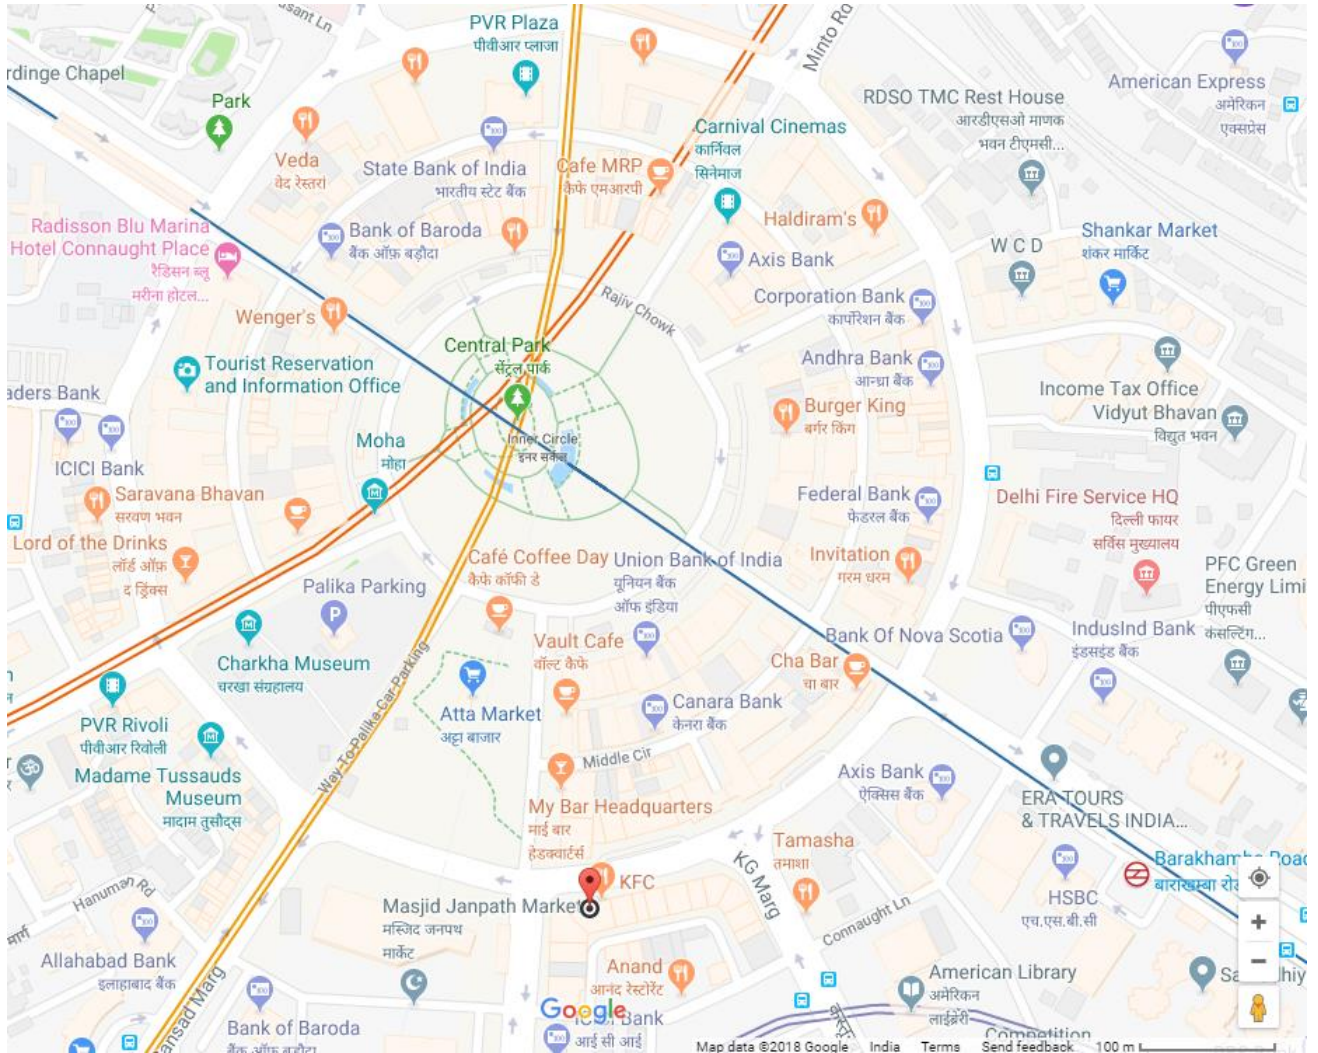 PVR Plaza
पीवीआर प्लाजा
Minto Ro
American Express
अमेरिकन
एक्सप्रेस
rdinge Chapel
Park
RDSO TMC Rest House
आरडीएसओ माणक
भवन टीएमसी...
Carnival Cinemas
कार्निवल
सिनेमाज
Veda
वेद रेस्तरां
State Bank of India
भारतीय स्टेट बैंक
Cafe MRP
कैफे एमआरपी
Haldiram's
Radisson Blu Marina
Hotel Connaught Place
रैडिसन ब्लू
मरीना होटल...
Bank of Baroda
बैंक ऑफ़ बड़ौदा
Axis Bank
W C D
Shankar Market
शंकर मार्किट
Rajiv Chowk
Corporation Bank
कार्पोरेशन बैंक
Wenger's
Central Park
सेंट्रल पार्क
Andhra Bank
आन्ध्रा बैंक
Tourist Reservation
and Information Office
Income Tax Office
Vidyut Bhavan
विद्युत भवन
aders Bank
Burger King
बर्गर किंग
Inner Circle
इनर सर्कल
Moha
मोहा
ICICI Bank
Saravana Bhavan
सरवण भवन
Federal Bank
फेडरल बैंक
Delhi Fire Service HQ
दिल्ली फायर
सर्विस मुख्यालय
Lord of the Drinks
लॉर्ड ऑफ़
द ड्रिंक्स
Café Coffee Day
कैफे कॉफी डे
Union Bank of India
यूनियन बैंक
ऑफ इंडिया
Invitation
गरम धरम
PFC Green
Energy Limi
पीएफसी
कंसल्टिंग...
Palika Parking
P
Vault Cafe
वॉल्ट कैफे
Bank Of Nova Scotia
IndusInd Bank
इंडसइंड बैंक
Charkha Museum
चरखा संग्रहालय
Cha Bar
चा बार
Way To Palika Car Parking
Atta Market
अट्टा बाजार
Canara Bank
केनरा बैंक
PVR Rivoli
पीवीआर रिवोली
Middle Cir
Madame Tussauds
Museum
मादाम तुसौद्स
Axis Bank
ऐक्सिस बैंक
ERA TOURS
& TRAVELS INDIA...
My Bar Headquarters
माई बार
हेडक्वार्टर्स
Tamasha
तमाशा
KG Marg
HSBC
एच.एस.बी.सी
Barakhamba Road
बाराखम्बा रोड
KFC
Masjid Janpath Market
मस्जिद जनपथ
मार्केट
Hanuman Rd
मार्ग
Connaught Ln
Allahabad Bank
इलाहाबाद बैंक
Anand
आनंद रेस्टोरेंट
American Library
अमेरिकन
लाईब्रेरी
ansad Marg
Bank of Baroda
बैंक ऑफ़ बड़ौदा
Google
Bank
आई सी आई
Competition
Map data ©2018 Google India Terms Send feedback 100 m